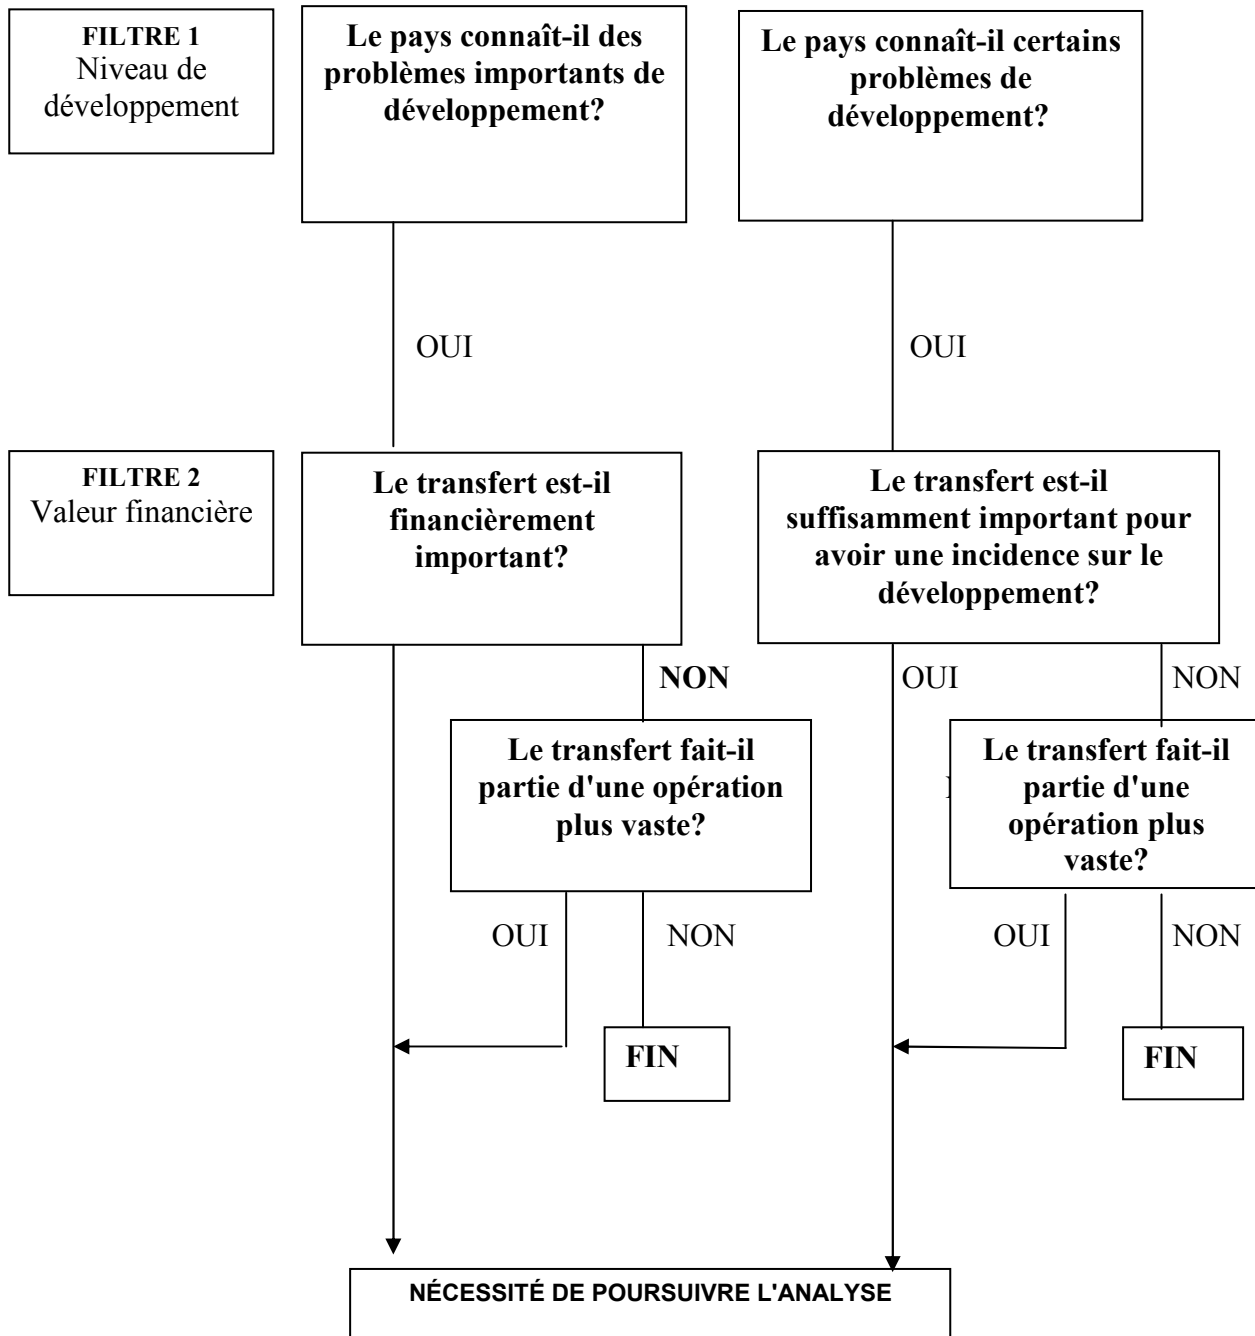 FILTRE 1
Niveau de
développement
Le pays connaît-il des
problèmes importants de
développement?
Le pays connaît-il certains
problèmes de
développement?
OUI
OUI
FILTRE 2
Valeur financière
Le transfert est-il
financièrement
important?
Le transfert est-il
suffisamment important pour
avoir une incidence sur le
développement?
NON
OUI
NON
Le transfert fait-il
partie d'une opération
plus vaste?
Le transfert fait-il
partie d'une
opération plus
vaste?
OUI
NON
OUI
NON
FIN
FIN
NÉCESSITÉ DE POURSUIVRE L'ANALYSE